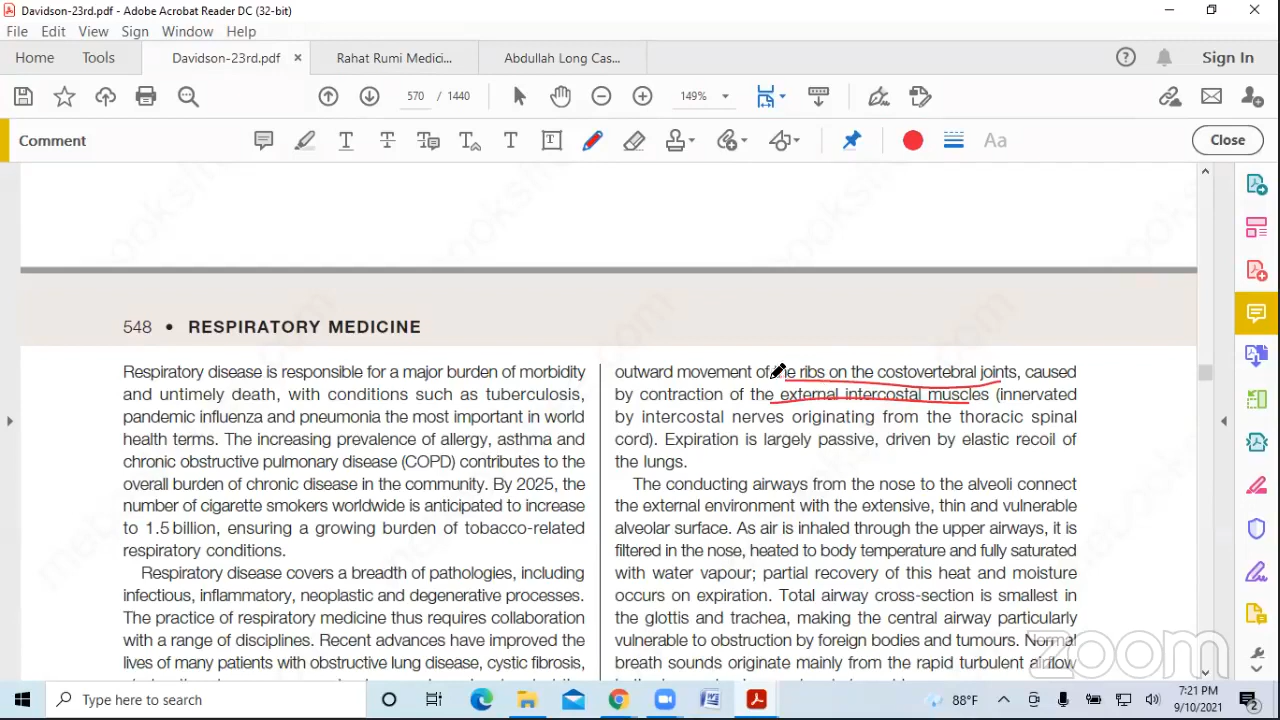 Davidson-23rd.pdf - Adobe Acrobat Reader DC (32-bit)
File Edit View Sign Window Help
Home Tools Davidson-23rd.pdf × Rahat Rumi Medici... Abdullah Long Cas... Sign In
570 / 1440 149%
Comment Aa Close
548 • RESPIRATORY MEDICINE
Respiratory disease is responsible for a major burden of morbidity
and untimely death, with conditions such as tuberculosis,
pandemic influenza and pneumonia the most important in world
health terms. The increasing prevalence of allergy, asthma and
chronic obstructive pulmonary disease (COPD) contributes to the
overall burden of chronic disease in the community. By 2025, the
number of cigarette smokers worldwide is anticipated to increase
to 1.5 billion, ensuring a growing burden of tobacco-related
respiratory conditions.
Respiratory disease covers a breadth of pathologies, including
infectious, inflammatory, neoplastic and degenerative processes.
The practice of respiratory medicine thus requires collaboration
with a range of disciplines. Recent advances have improved the
lives of many patients with obstructive lung disease, cystic fibrosis,
outward movement of the ribs on the costovertebral joints, caused
by contraction of the external intercostal muscles (innervated
by intercostal nerves originating from the thoracic spinal
cord). Expiration is largely passive, driven by elastic recoil of
the lungs.
The conducting airways from the nose to the alveoli connect
the external environment with the extensive, thin and vulnerable
alveolar surface. As air is inhaled through the upper airways, it is
filtered in the nose, heated to body temperature and fully saturated
with water vapour; partial recovery of this heat and moisture
occurs on expiration. Total airway cross-section is smallest in
the glottis and trachea, making the central airway particularly
vulnerable to obstruction by foreign bodies and tumours. Normal
breath sounds originate mainly from the rapid turbulent airflow
zoom
Type here to search
88°F
7:21 PM
9/10/2021
2